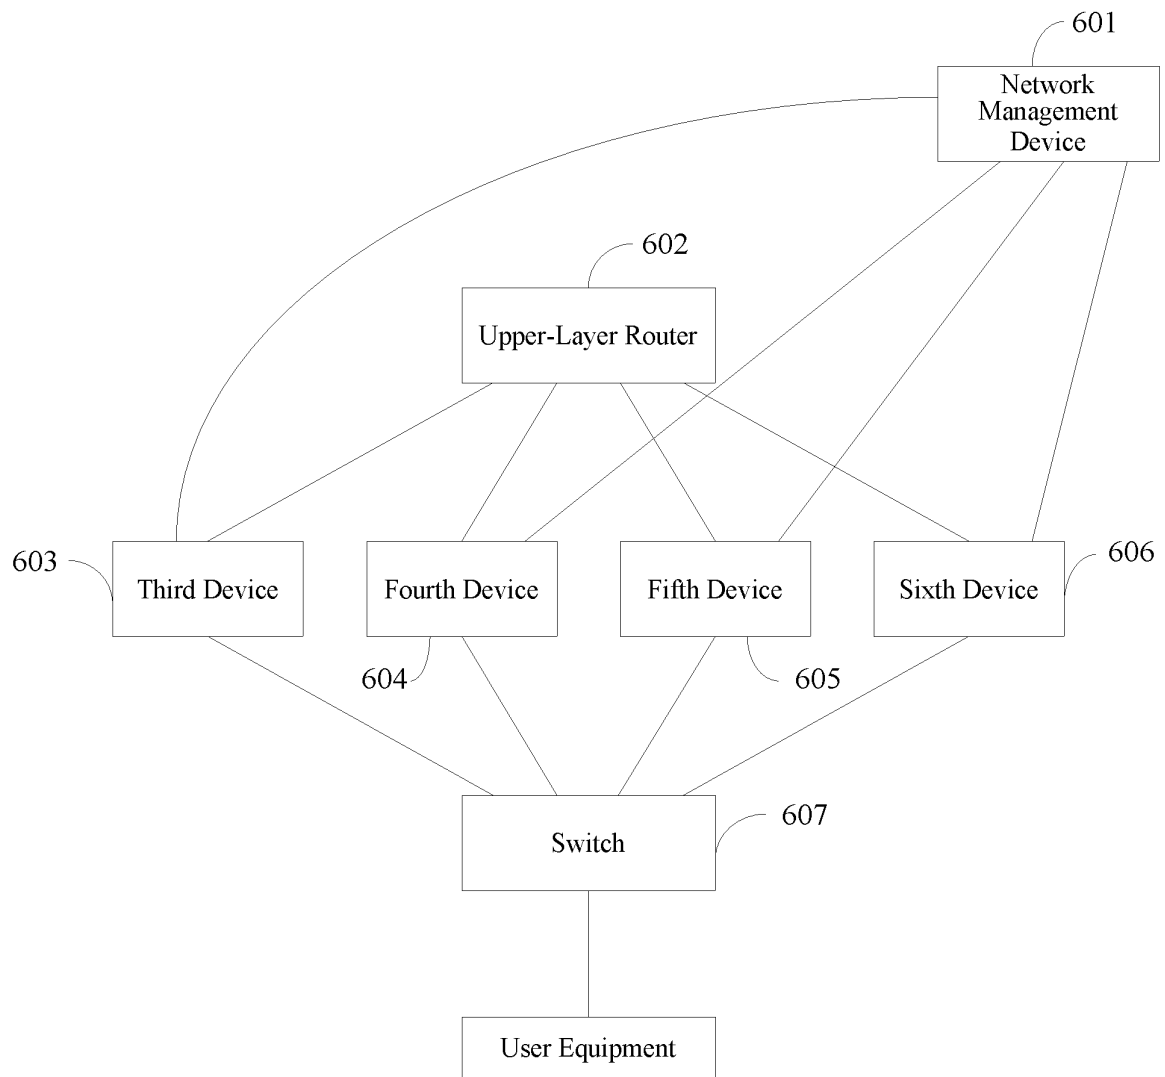 601
Network
Management
Device
602
Upper-Layer Router
603
Third Device
Fourth Device
Fifth Device
Sixth Device
606
604
605
Switch
607
User Equipment